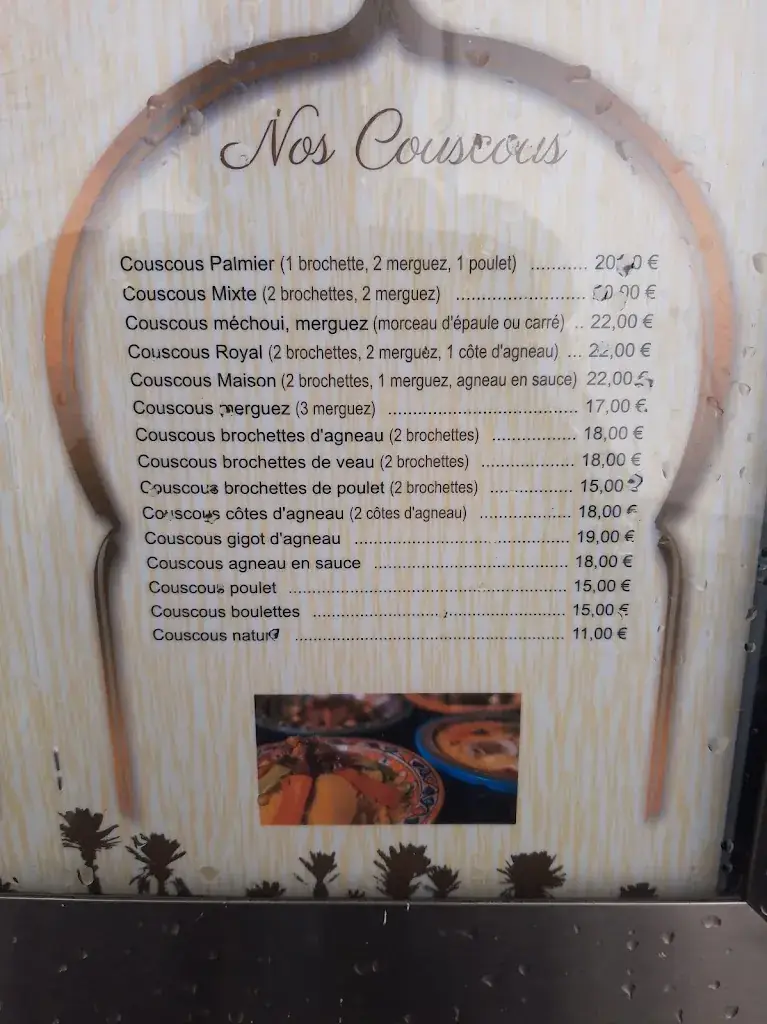 Nos Couscous
Couscous Palmier (1 brochette, 2 merguez, 1 poulet) ...........
Couscous Mixte (2 brochettes, 2 merguez) ......................
Couscous méchoui, merguez (morceau d'épaule ou carré) .. 22,00 €
Couscous Royal (2 brochettes, 2 merguez, 1 côte d'agneau) ... 22,00 €
Couscous Maison (2 brochettes, 1 merguez, agneau en sauce) 22,00 €
Couscous merguez (3 merguez) ................................ 17,00 €
Couscous brochettes d'agneau (2 brochettes) .............. 18,00 €
Couscous brochettes de veau (2 brochettes) ................ 18,00 €
Couscous brochettes de poulet (2 brochettes) .............. 15,00 €
Couscous côtes d'agneau (2 côtes d'agneau) ................ 18,00 €
Couscous gigot d'agneau ...................................... 19,00 €
Couscous agneau en sauce .................................. 18,00 €
Couscous poulet .................................................. 15,00 €
Couscous boulettes ............................................ 15,00 €
Couscous nature ................................................ 11,00 €